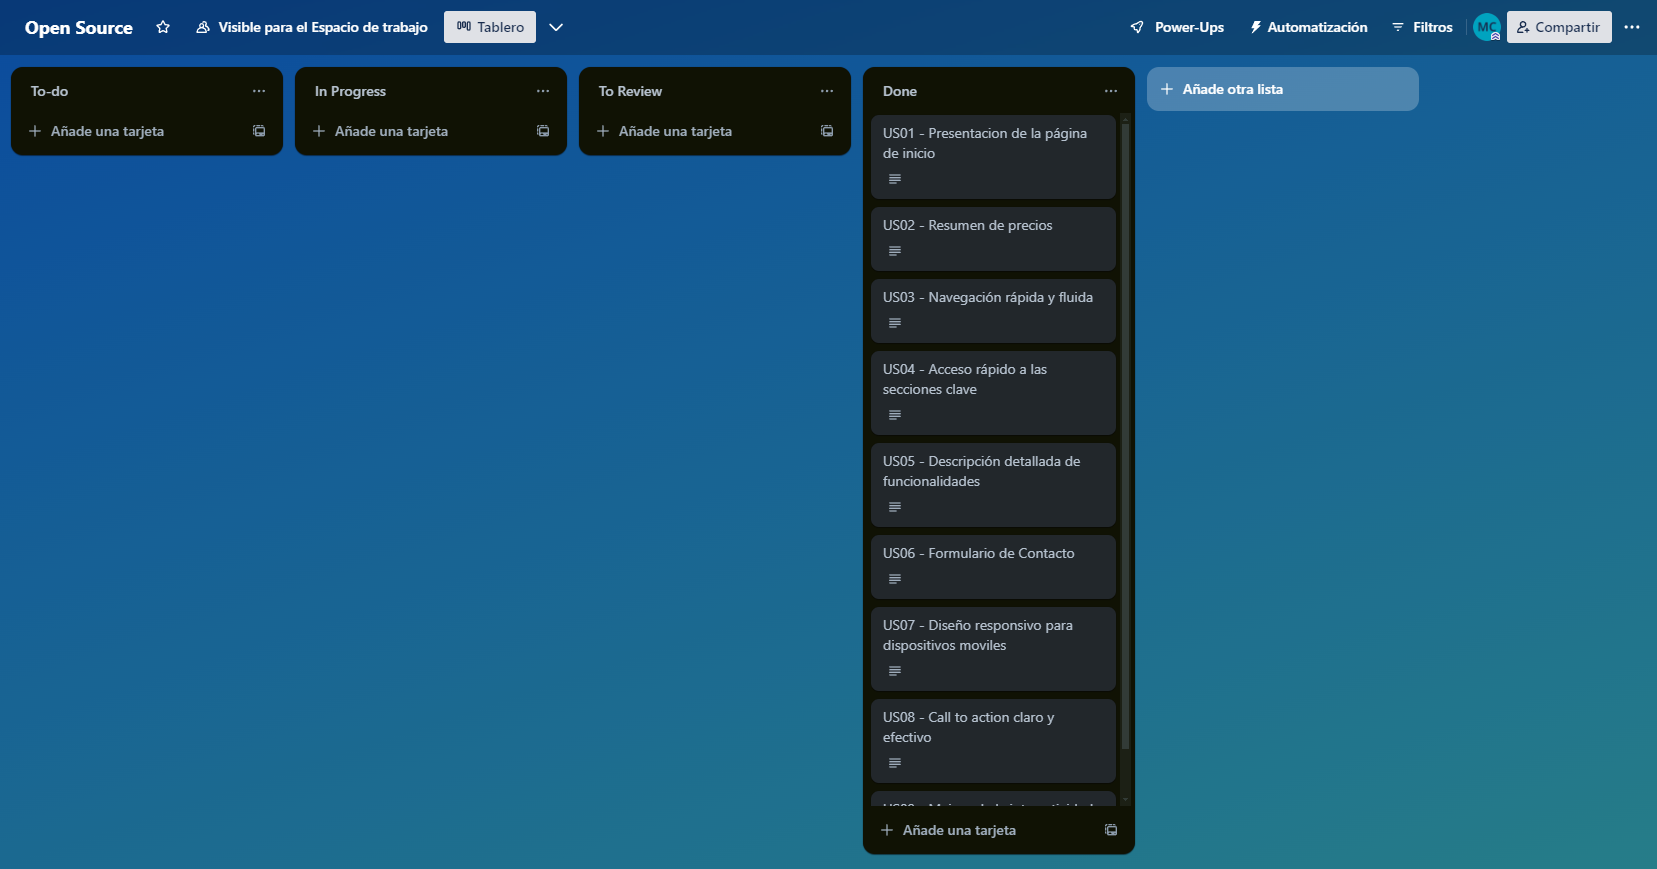 Open Source
Visible para el Espacio de trabajo
Tablero
Power-Ups
Automatización
Filtros
MC
Compartir
To-do
Añade una tarjeta
In Progress
Añade una tarjeta
To Review
Añade una tarjeta
Done
US01 - Presentacion de la página
de inicio
US02 - Resumen de precios
US03 - Navegación rápida y fluida
US04 - Acceso rápido a las
secciones clave
US05 - Descripción detallada de
funcionalidades
US06 - Formulario de Contacto
US07 - Diseño responsivo para
dispositivos moviles
US08 - Call to action claro y
efectivo
Añade una tarjeta
Añade otra lista